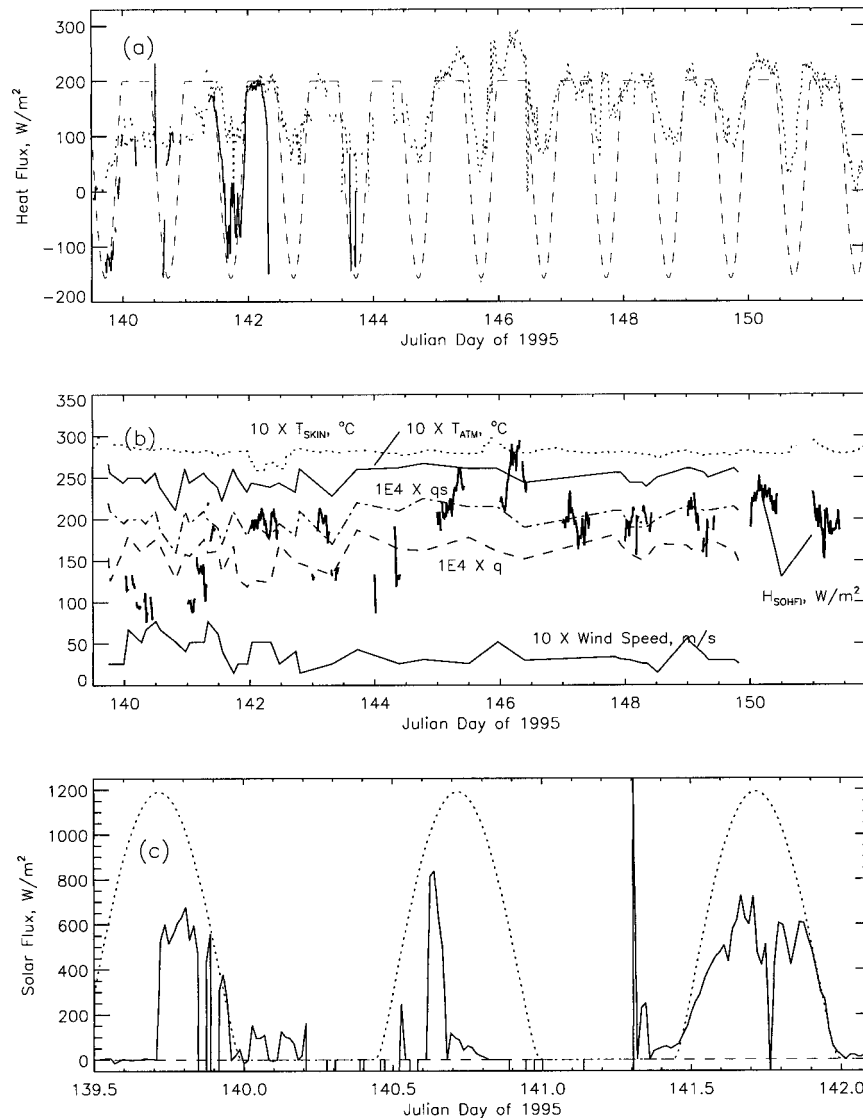 (a)
300
200
100
0
-100
-200
Heat Flux, W/m²
140 142 144 146 148 150
Julian Day of 1995
(b)
350
300
250
200
150
100
50
0
10 X T_SKIN, °C
10 X T_ATM, °C
1E4 X qs
1E4 X q
H_SOHFI, W/m²
10 X Wind Speed, m/s
140 142 144 146 148 150
Julian Day of 1995
(c)
1200
1000
800
600
400
200
0
Solar Flux, W/m²
139.5 140.0 140.5 141.0 141.5 142.0
Julian Day of 1995